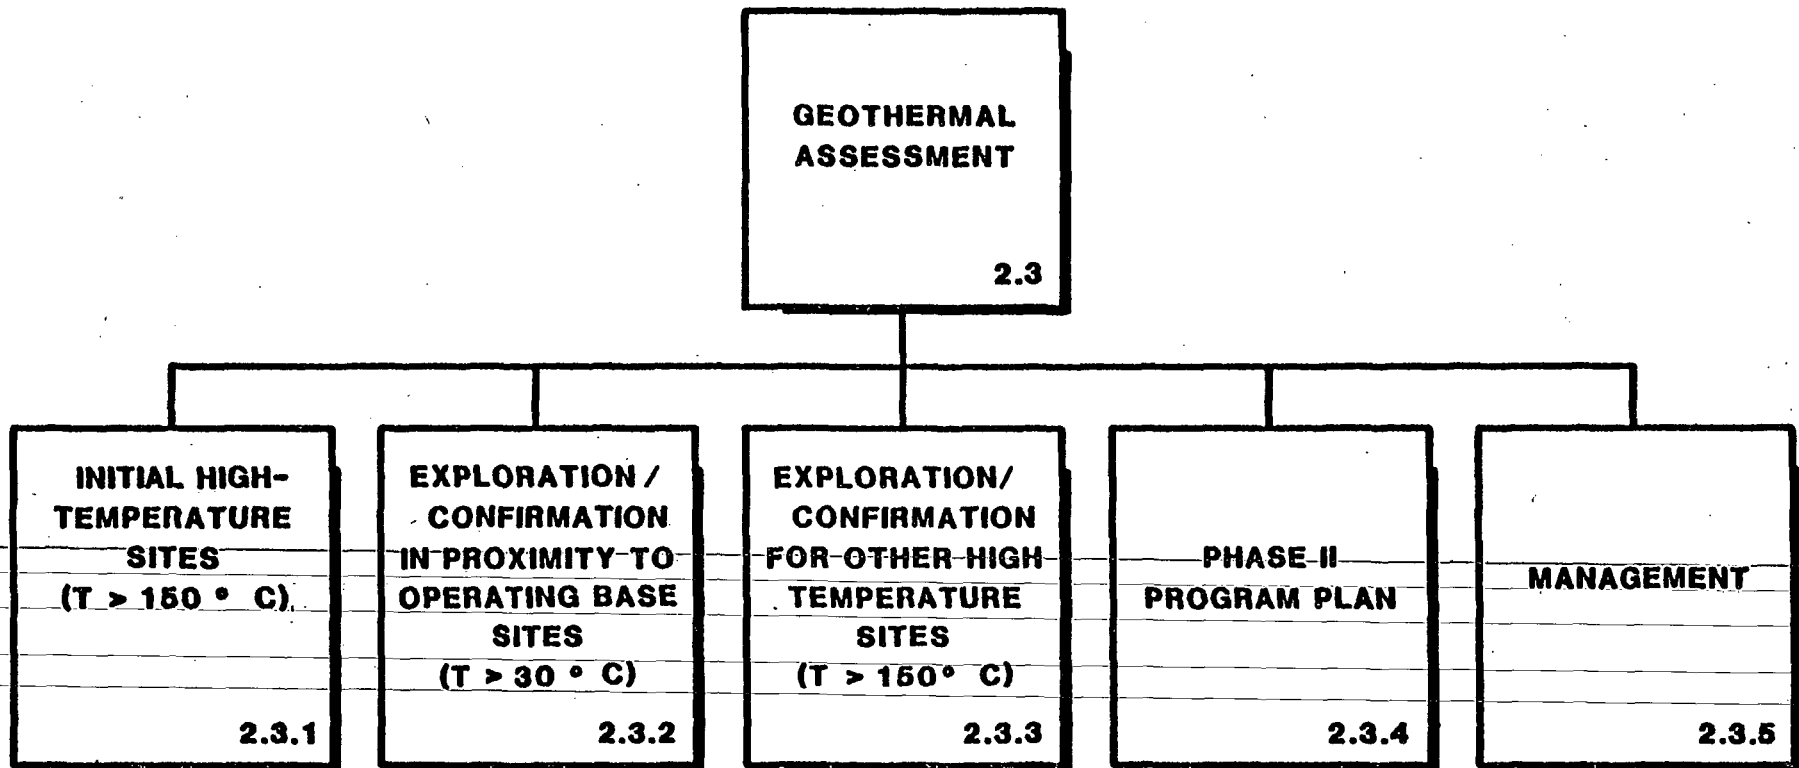 GEOTHERMAL
ASSESSMENT
2.3
INITIAL HIGH-
TEMPERATURE
SITES
(T > 150 ° C)
2.3.1
EXPLORATION /
CONFIRMATION
IN PROXIMITY TO
OPERATING BASE
SITES
(T > 30 ° C)
2.3.2
EXPLORATION/
CONFIRMATION
FOR OTHER HIGH
TEMPERATURE
SITES
(T > 150° C)
2.3.3
PHASE II
PROGRAM PLAN
2.3.4
MANAGEMENT
2.3.5